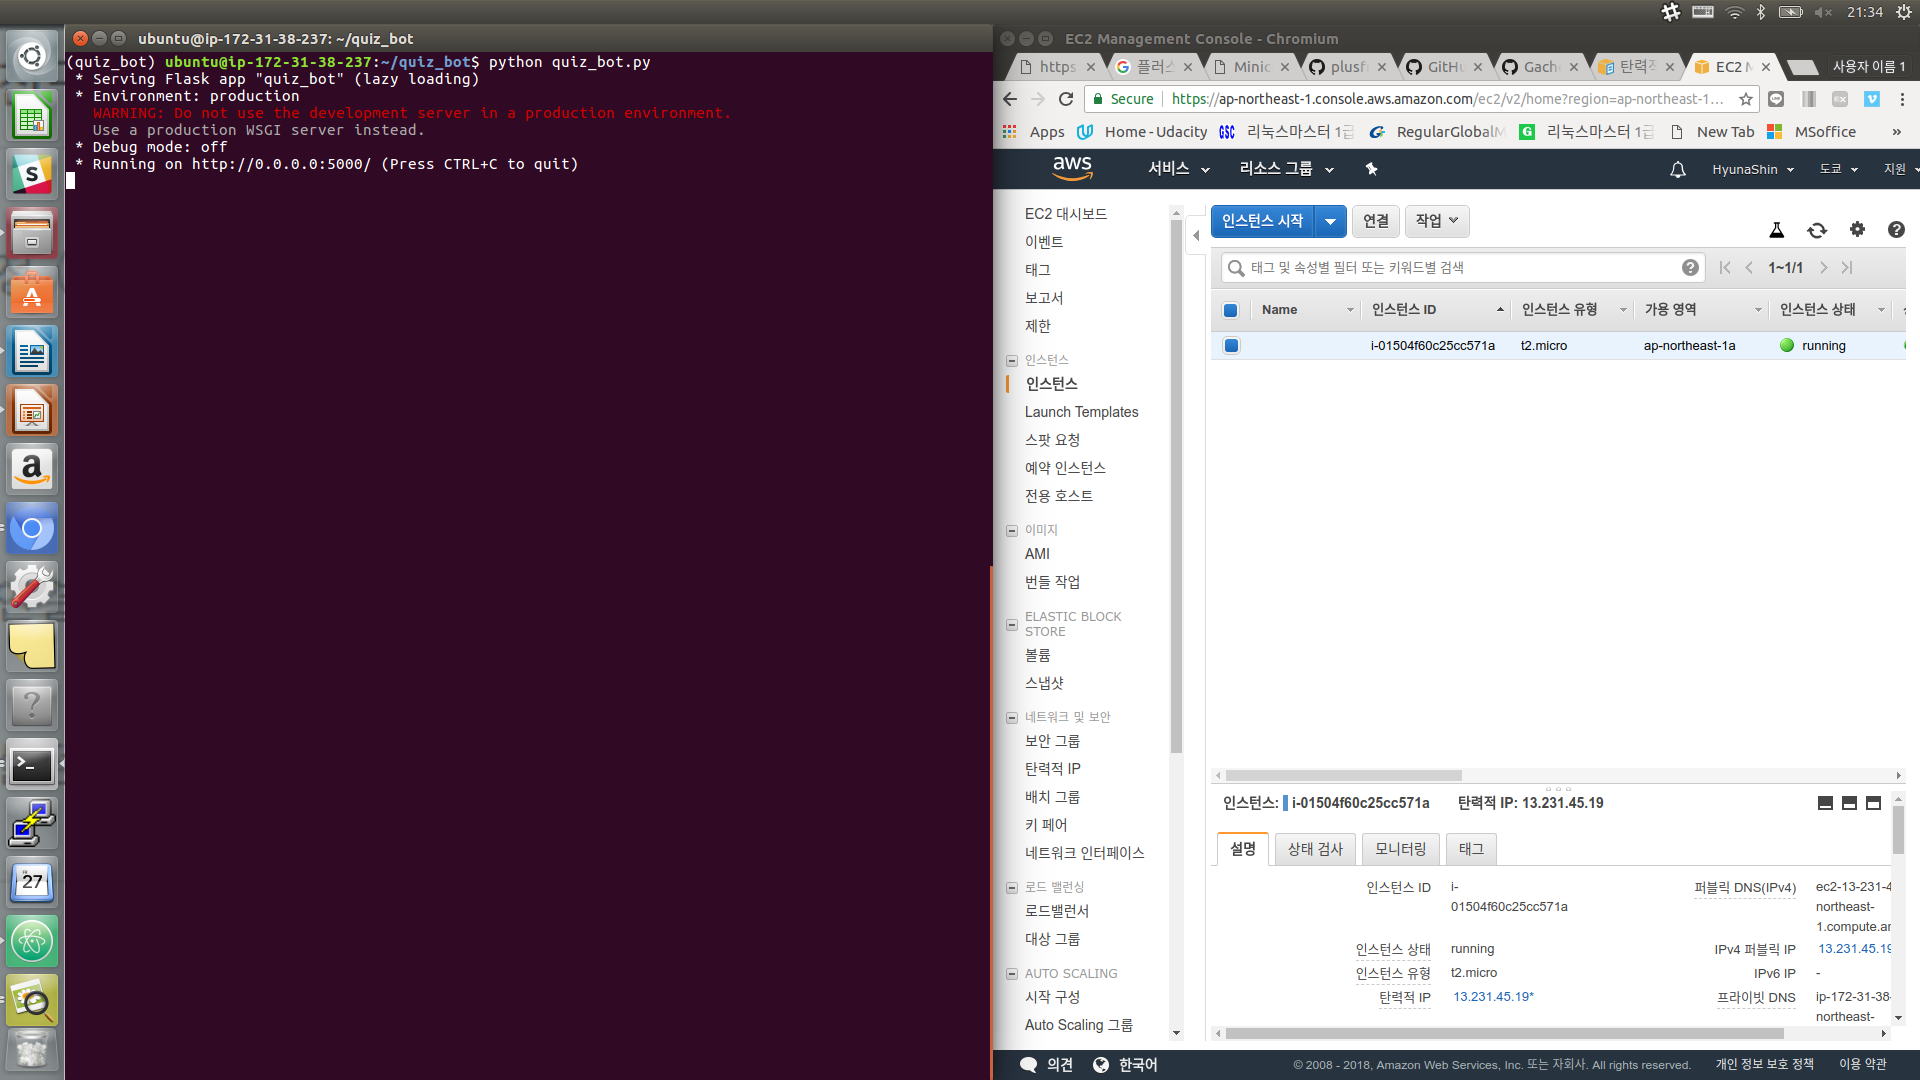 21:34
ubuntu@ip-172-31-38-237: ~/quiz_bot
(quiz_bot) ubuntu@ip-172-31-38-237:~/quiz_bot$ python quiz_bot.py
* Serving Flask app "quiz_bot" (lazy loading)
* Environment: production
WARNING: Do not use the development server in a production environment.
Use a production WSGI server instead.
* Debug mode: off
* Running on http://0.0.0.0:5000/ (Press CTRL+C to quit)
27
EC2 Management Console - Chromium
https 플러스 Minic plusf GitHu Gach 탄력적 EC2 M 사용자 이름 1
Secure https://ap-northeast-1.console.aws.amazon.com/ec2/v2/home?region=ap-northeast-1...
Apps Home - Udacity GSC 리눅스마스터 1급 RegularGlobalM 리눅스마스터 1급 New Tab MSoffice »
aws 서비스 리소스 그룹 HyunaShin 도쿄 지원
EC2 대시보드
이벤트
태그
보고서
제한
인스턴스
인스턴스
Launch Templates
스팟 요청
예약 인스턴스
전용 호스트
이미지
AMI
번들 작업
ELASTIC BLOCK
STORE
볼륨
스냅샷
네트워크 및 보안
보안 그룹
탄력적 IP
배치 그룹
키 페어
네트워크 인터페이스
로드 밸런싱
로드밸런서
대상 그룹
AUTO SCALING
시작 구성
Auto Scaling 그룹
인스턴스 시작 연결 작업
태그 및 속성별 필터 또는 키워드별 검색 1~1/1
Name 인스턴스 ID 인스턴스 유형 가용 영역 인스턴스 상태
i-01504f60c25cc571a t2.micro ap-northeast-1a running
인스턴스: i-01504f60c25cc571a 탄력적 IP: 13.231.45.19
설명 상태 검사 모니터링 태그
인스턴스 ID i-
01504f60c25cc571a
퍼블릭 DNS(IPv4) ec2-13-231-4
northeast-
1.compute.ar
인스턴스 상태 running IPv4 퍼블릭 IP 13.231.45.19
인스턴스 유형 t2.micro IPv6 IP -
탄력적 IP 13.231.45.19* 프라이빗 DNS ip-172-31-38-
northeast-
의견 한국어 © 2008 - 2018, Amazon Web Services, Inc. 또는 자회사. All rights reserved. 개인 정보 보호 정책 이용 약관